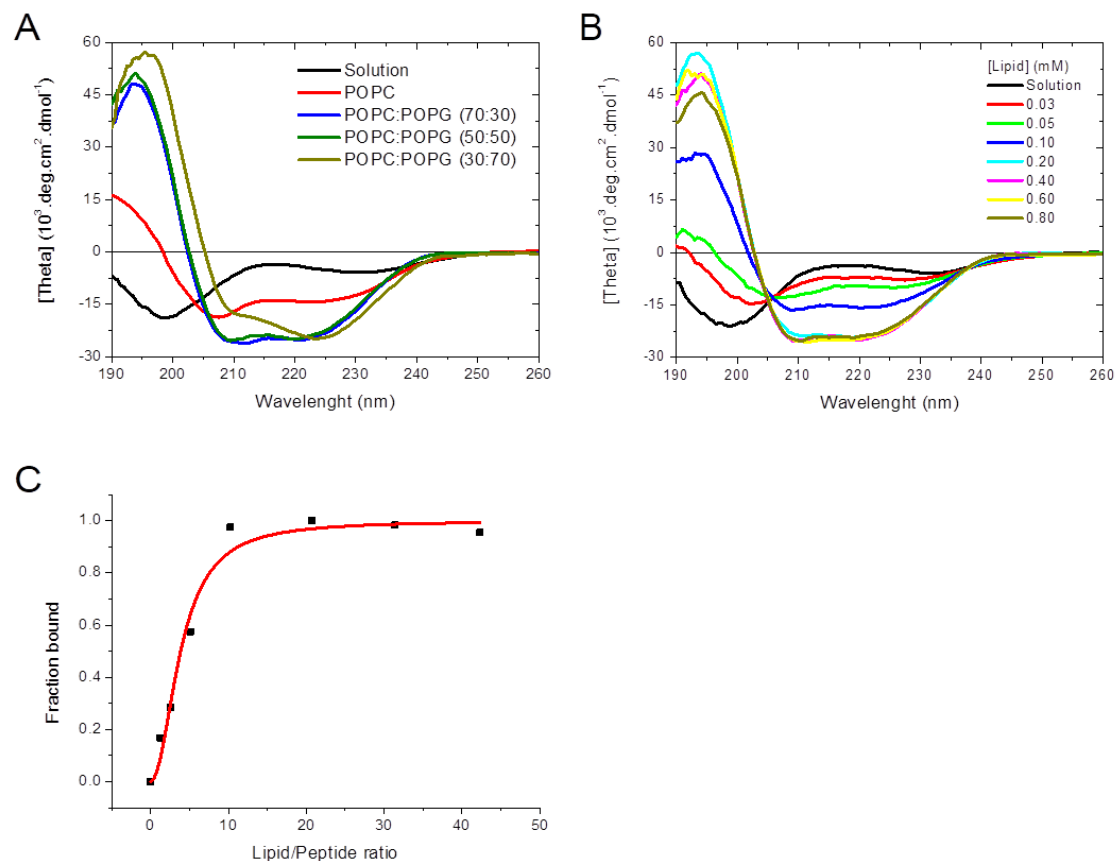 A
60
45
30
15
0
-15
-30
[Theta] (10³.deg.cm².dmol⁻¹)
Solution
POPC
POPC:POPG (70:30)
POPC:POPG (50:50)
POPC:POPG (30:70)
190 200 210 220 230 240 250 260
Wavelenght (nm)
B
60
45
30
15
0
-15
-30
[Theta] (10³.deg.cm².dmol⁻¹)
[Lipid] (mM)
Solution
0.03
0.05
0.10
0.20
0.40
0.60
0.80
190 200 210 220 230 240 250 260
Wavelenght (nm)
C
1.0
0.8
0.6
0.4
0.2
0.0
Fraction bound
0 10 20 30 40 50
Lipid/Peptide ratio